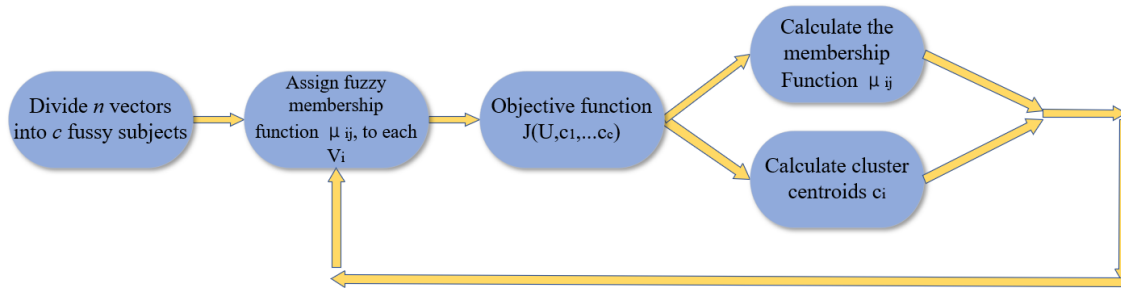 Divide n vectors
into c fussy subjects
Assign fuzzy
membership
function μ ij, to each
Vi
Objective function
J(U,c1,...cc)
Calculate the
membership
Function μ ij
Calculate cluster
centroids ci